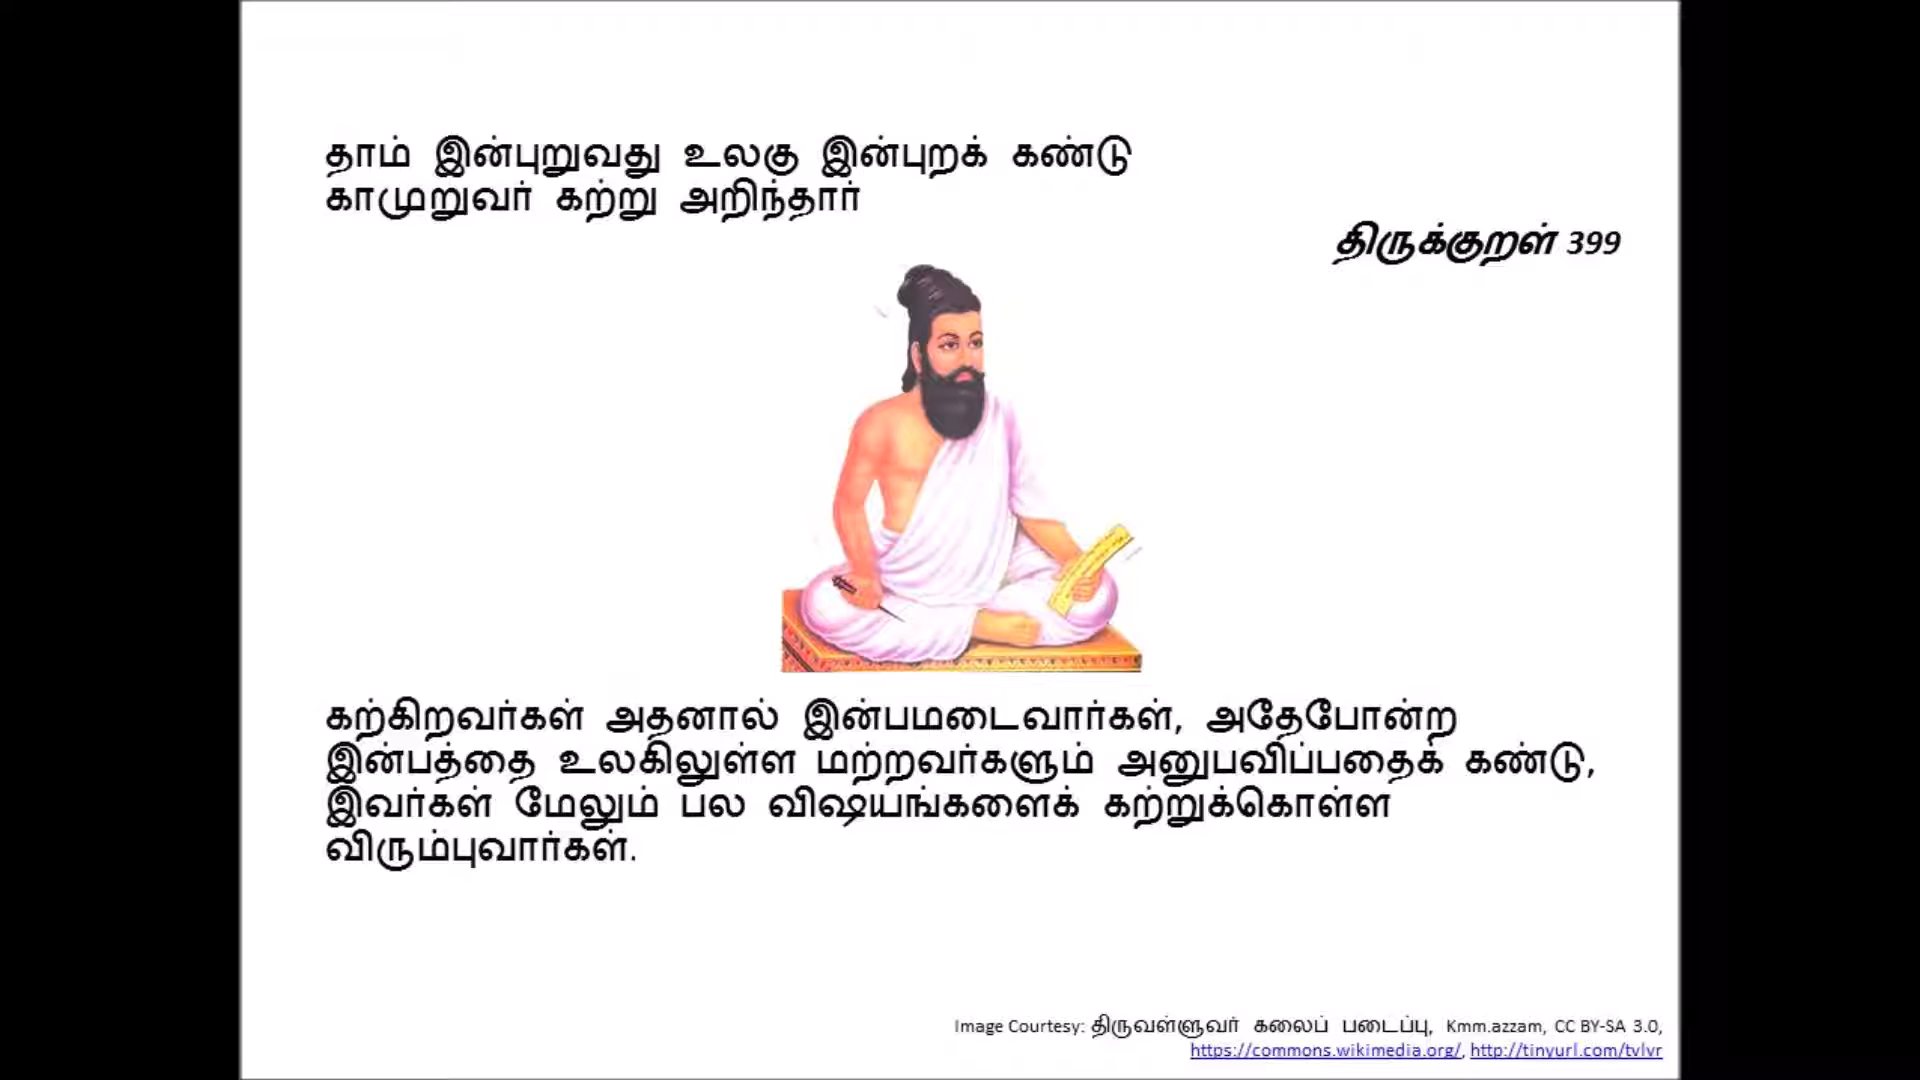 தாம் இன்புறுவது உலகு இன்புறக் கண்டு
காமுறுவர் கற்று அறிந்தார்
திருக்குறள் 399
கற்கிறவர்கள் அதனால் இன்பமடைவார்கள், அதேபோன்ற
இன்பத்தை உலகிலுள்ள மற்றவர்களும் அனுபவிப்பதைக் கண்டு,
இவர்கள் மேலும் பல விஷயங்களைக் கற்றுக்கொள்ள
விரும்புவார்கள்.
Image Courtesy: திருவள்ளுவர் கலைப் படைப்பு, Kmm.azzam, CC BY-SA 3.0,
https://commons.wikimedia.org/, http://tinyurl.com/tvlvr